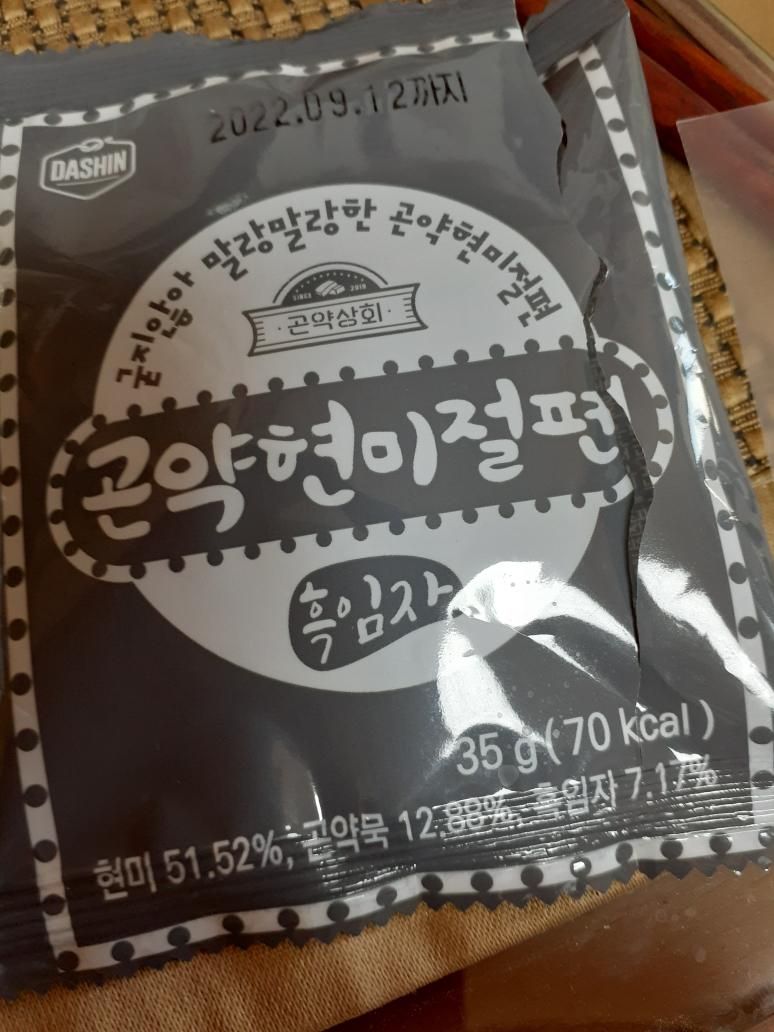 2022.09.12까지
DASHIN
굳지않아 말랑말랑한 곤약현미절편
SINCE 2019
곤약상회
곤약현미절편
흑임자
35 g ( 70 kcal )
현미 51.52%, 곤약묵 12.88%, 흑임자 7.17%